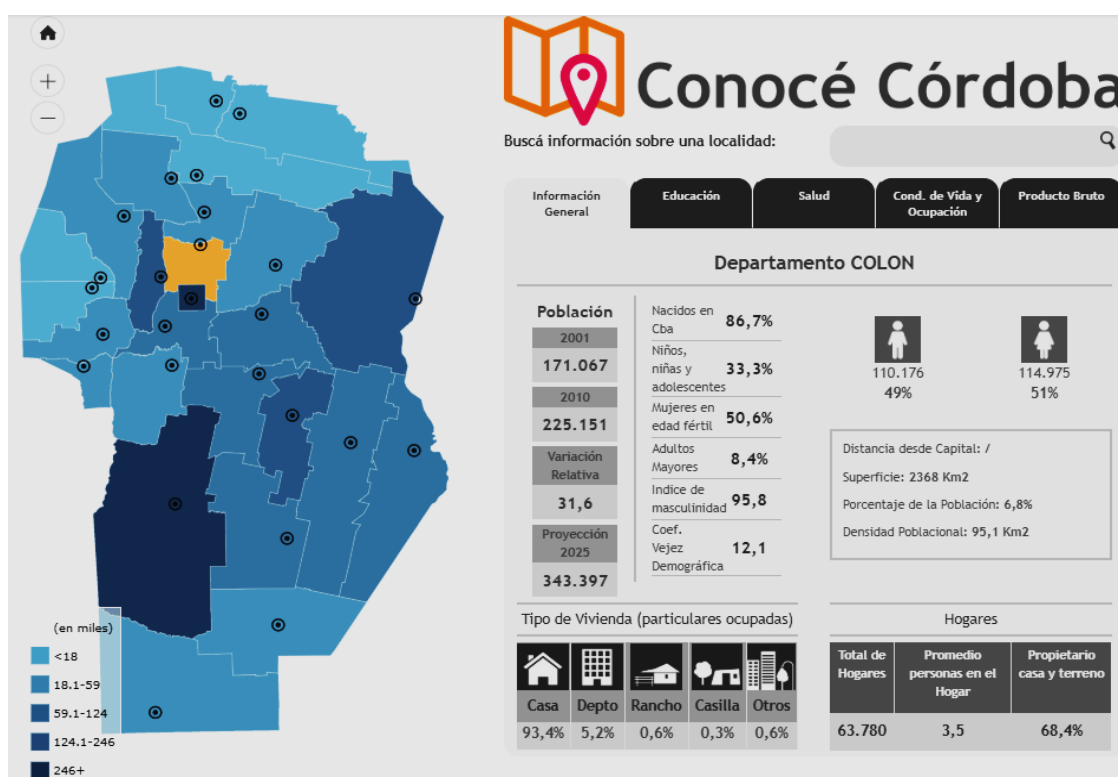 Conocé Córdoba
Buscá información sobre una localidad:
Información
General
Educación
Salud
Cond. de Vida y
Ocupación
Producto Bruto
Departamento COLON
Población
2001
171.067
2010
225.151
Variación
Relativa
31,6
Proyección
2025
343.397
Nacidos en
Cba
86,7%
Niños,
niñas y
adolescentes
33,3%
Mujeres en
edad fértil
50,6%
Adultos
Mayores
8,4%
Indice de
masculinidad
95,8
Coef.
Vejez
Demográfica
12,1
110.176
49%
114.975
51%
Distancia desde Capital: /
Superficie: 2368 Km2
Porcentaje de la Población: 6,8%
Densidad Poblacional: 95,1 Km2
(en miles)
<18
18.1-59
59.1-124
124.1-246
246+
Tipo de Vivienda (particulares ocupadas)
Casa Depto Rancho Casilla Otros
93,4% 5,2% 0,6% 0,3% 0,6%
Hogares
Total de
Hogares
Promedio
personas en el
Hogar
Propietario
casa y terreno
63.780 3,5 68,4%